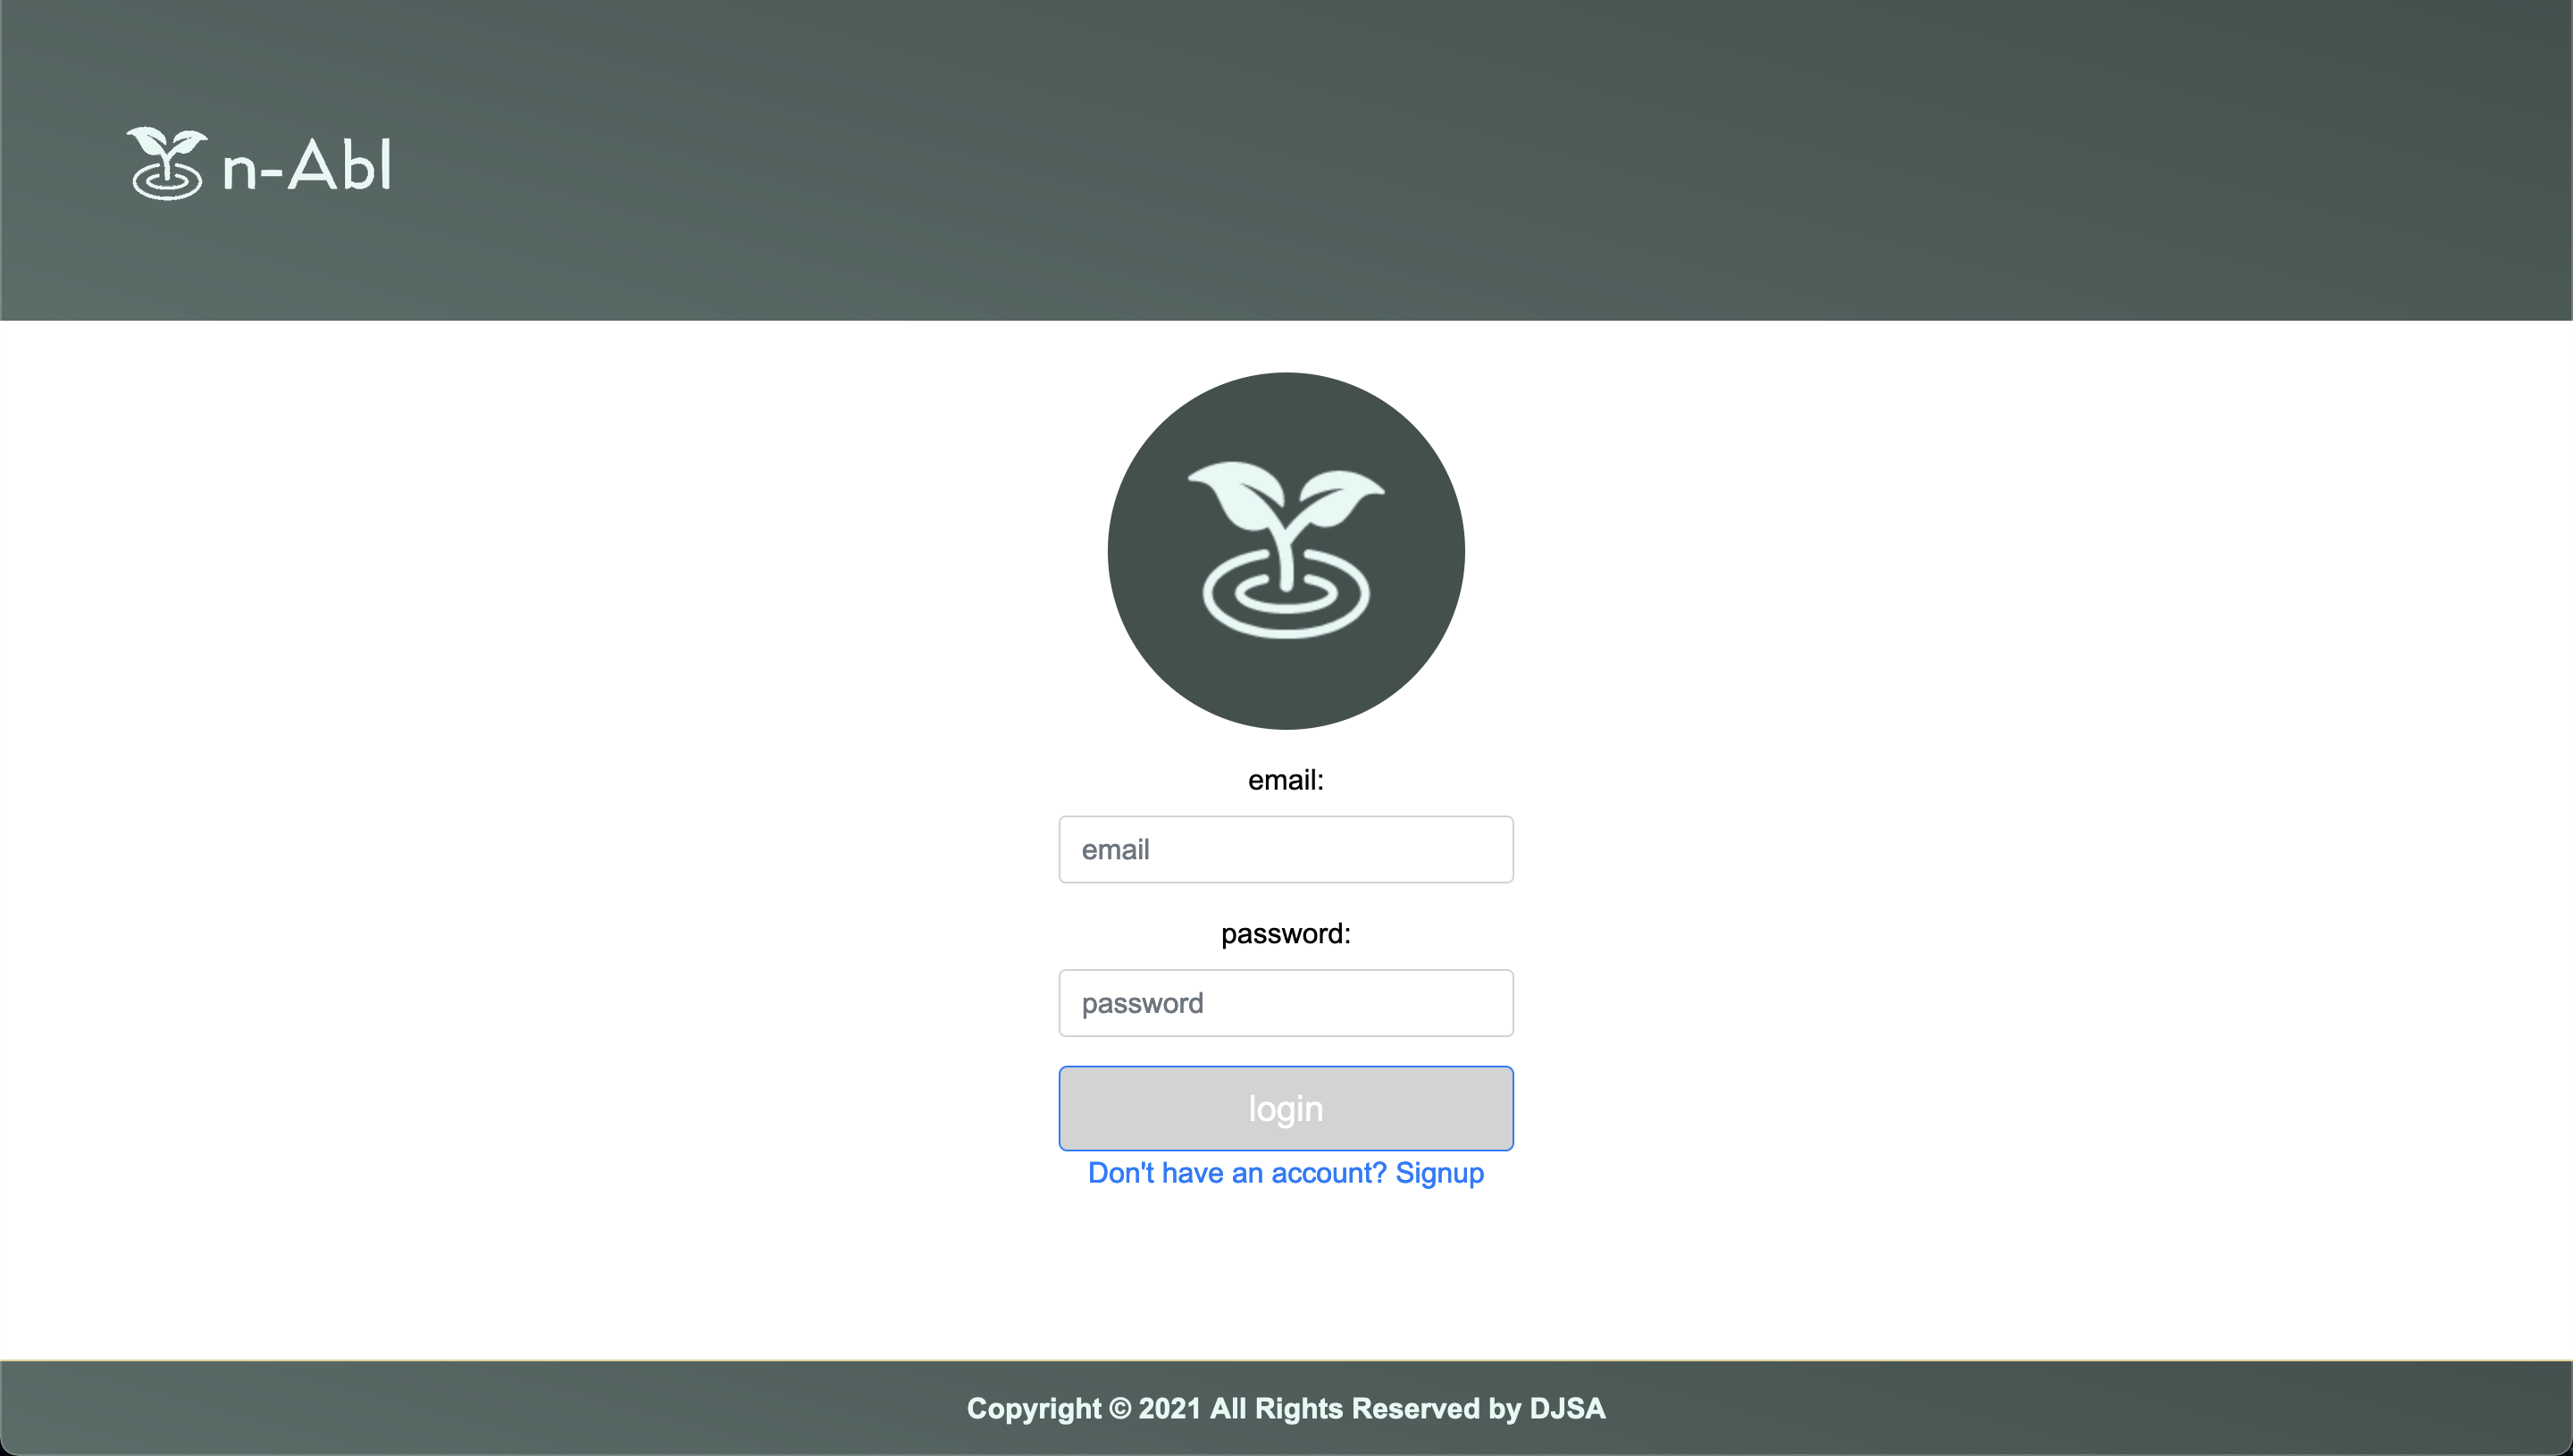 n-Abl
email:
email
password:
password
login
Don't have an account? Signup
Copyright © 2021 All Rights Reserved by DJSA